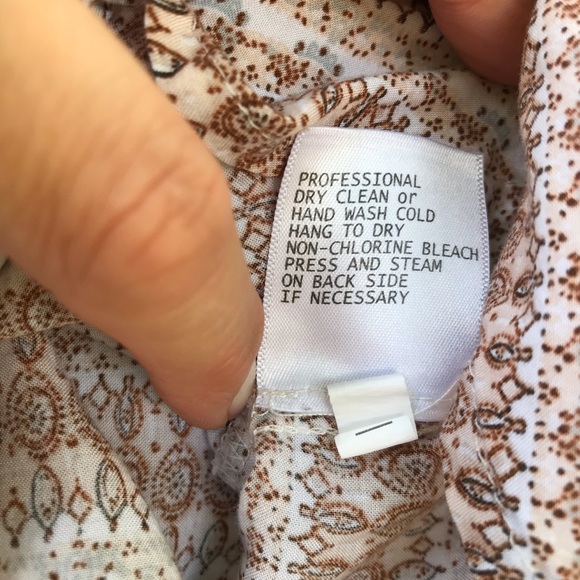 PROFESSIONAL
DRY CLEAN or
HAND WASH COLD
HANG TO DRY
NON-CHLORINE BLEACH
PRESS AND STEAM
ON BACK SIDE
IF NECESSARY